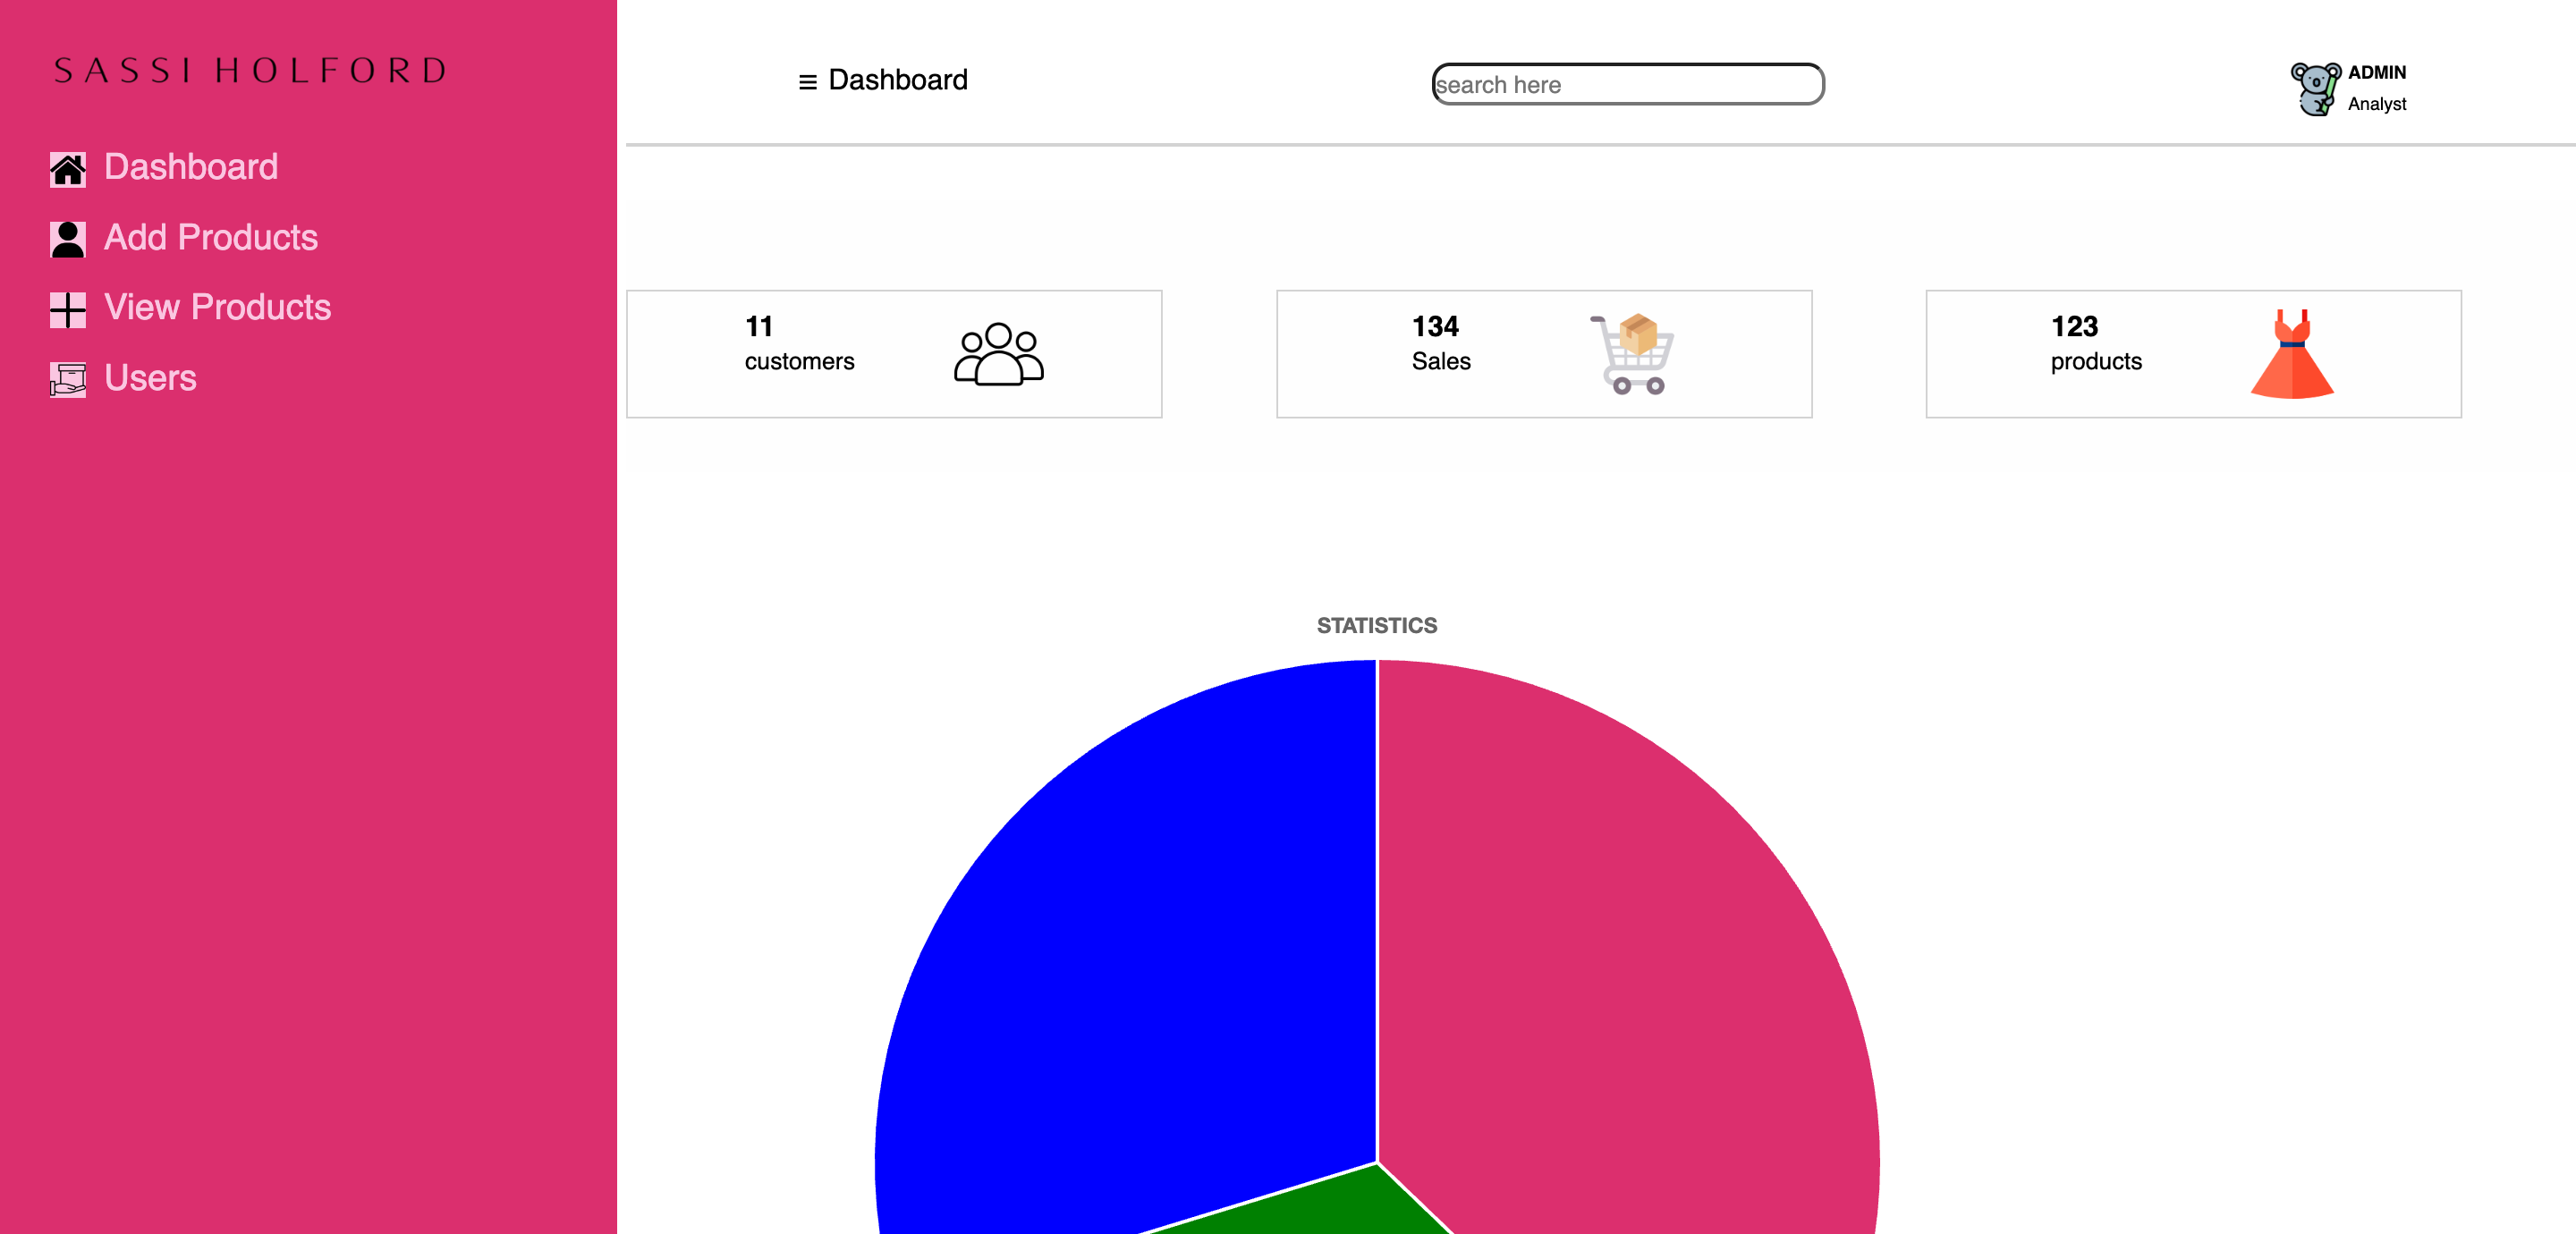 SASSI HOLFORD
Dashboard
Add Products
View Products
Users
≡ Dashboard
search here
ADMIN
Analyst
11
customers
134
Sales
123
products
STATISTICS